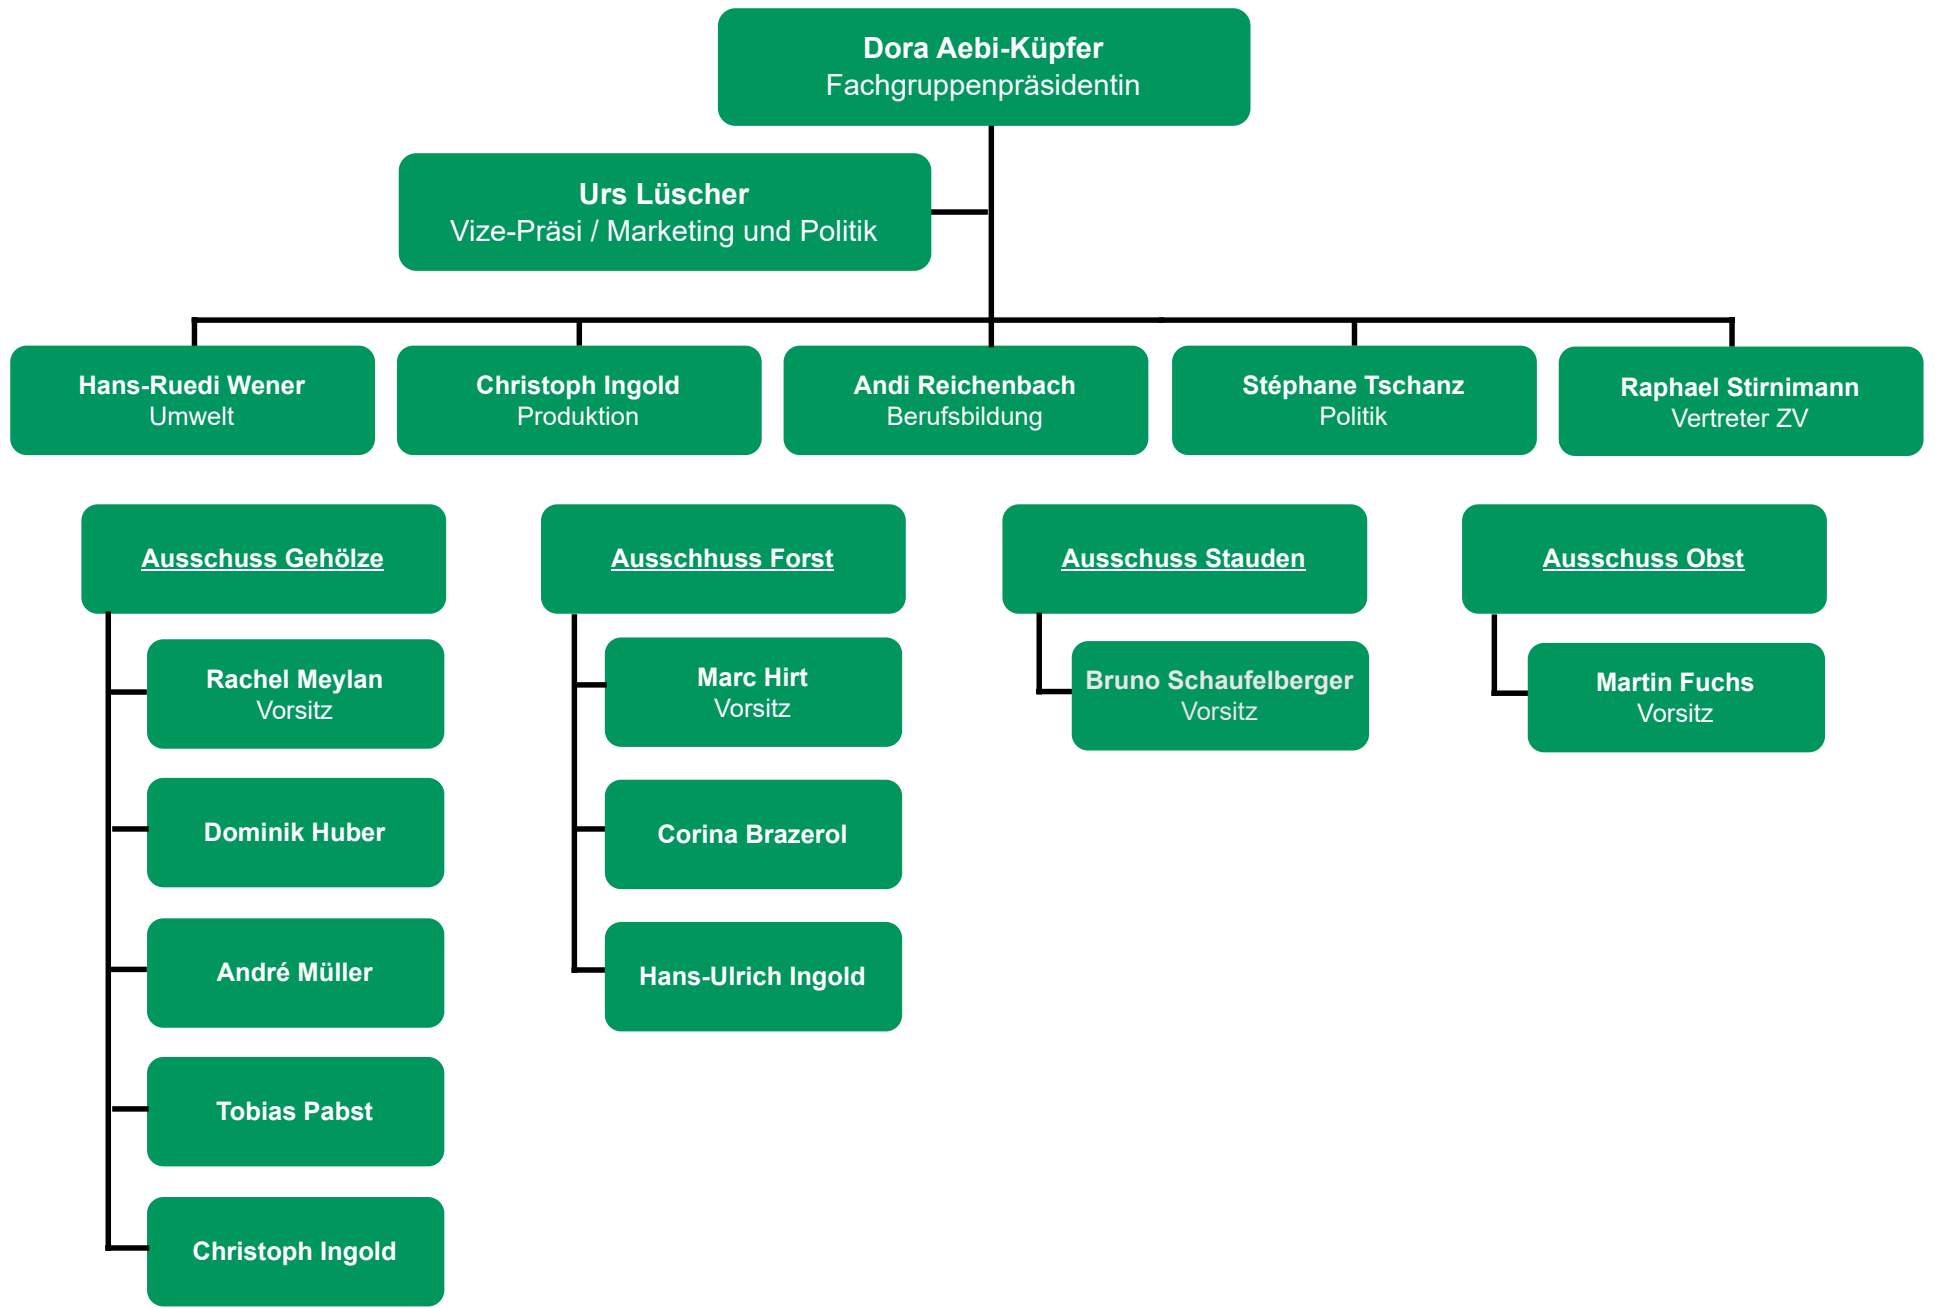 Dora Aebi-Küpfer
Fachgruppenpräsidentin
Urs Lüscher
Vize-Präsi / Marketing und Politik
Hans-Ruedi Wener
Umwelt
Christoph Ingold
Produktion
Andi Reichenbach
Berufsbildung
Stéphane Tschanz
Politik
Raphael Stirnimann
Vertreter ZV
Ausschuss Gehölze
Rachel Meylan
Vorsitz
Dominik Huber
André Müller
Tobias Pabst
Christoph Ingold
Ausschhuss Forst
Marc Hirt
Vorsitz
Corina Brazerol
Hans-Ulrich Ingold
Ausschuss Stauden
Bruno Schaufelberger
Vorsitz
Ausschuss Obst
Martin Fuchs
Vorsitz